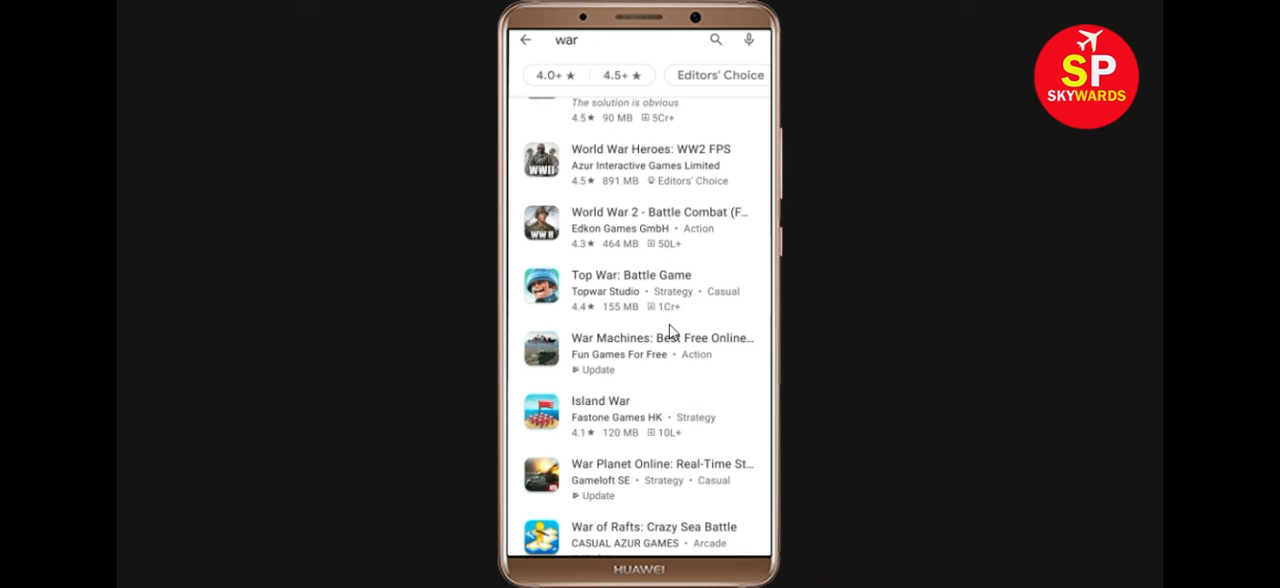 war
4.0+ ★ 4.5+ ★ Editors' Choice
SP
SKYWARDS
The solution is obvious
4.5★ 90 MB 5Cr+
World War Heroes: WW2 FPS
Azur Interactive Games Limited
4.5★ 891 MB Editors' Choice
WWII
World War 2 - Battle Combat (F…
Edkon Games GmbH • Action
4.3★ 464 MB 50L+
WW II
Top War: Battle Game
Topwar Studio • Strategy • Casual
4.4★ 155 MB 1Cr+
War Machines: Best Free Online…
Fun Games For Free • Action
Update
Island War
Fastone Games HK • Strategy
4.1★ 120 MB 10L+
War Planet Online: Real-Time St…
Gameloft SE • Strategy • Casual
Update
War of Rafts: Crazy Sea Battle
CASUAL AZUR GAMES • Arcade
HUAWEI